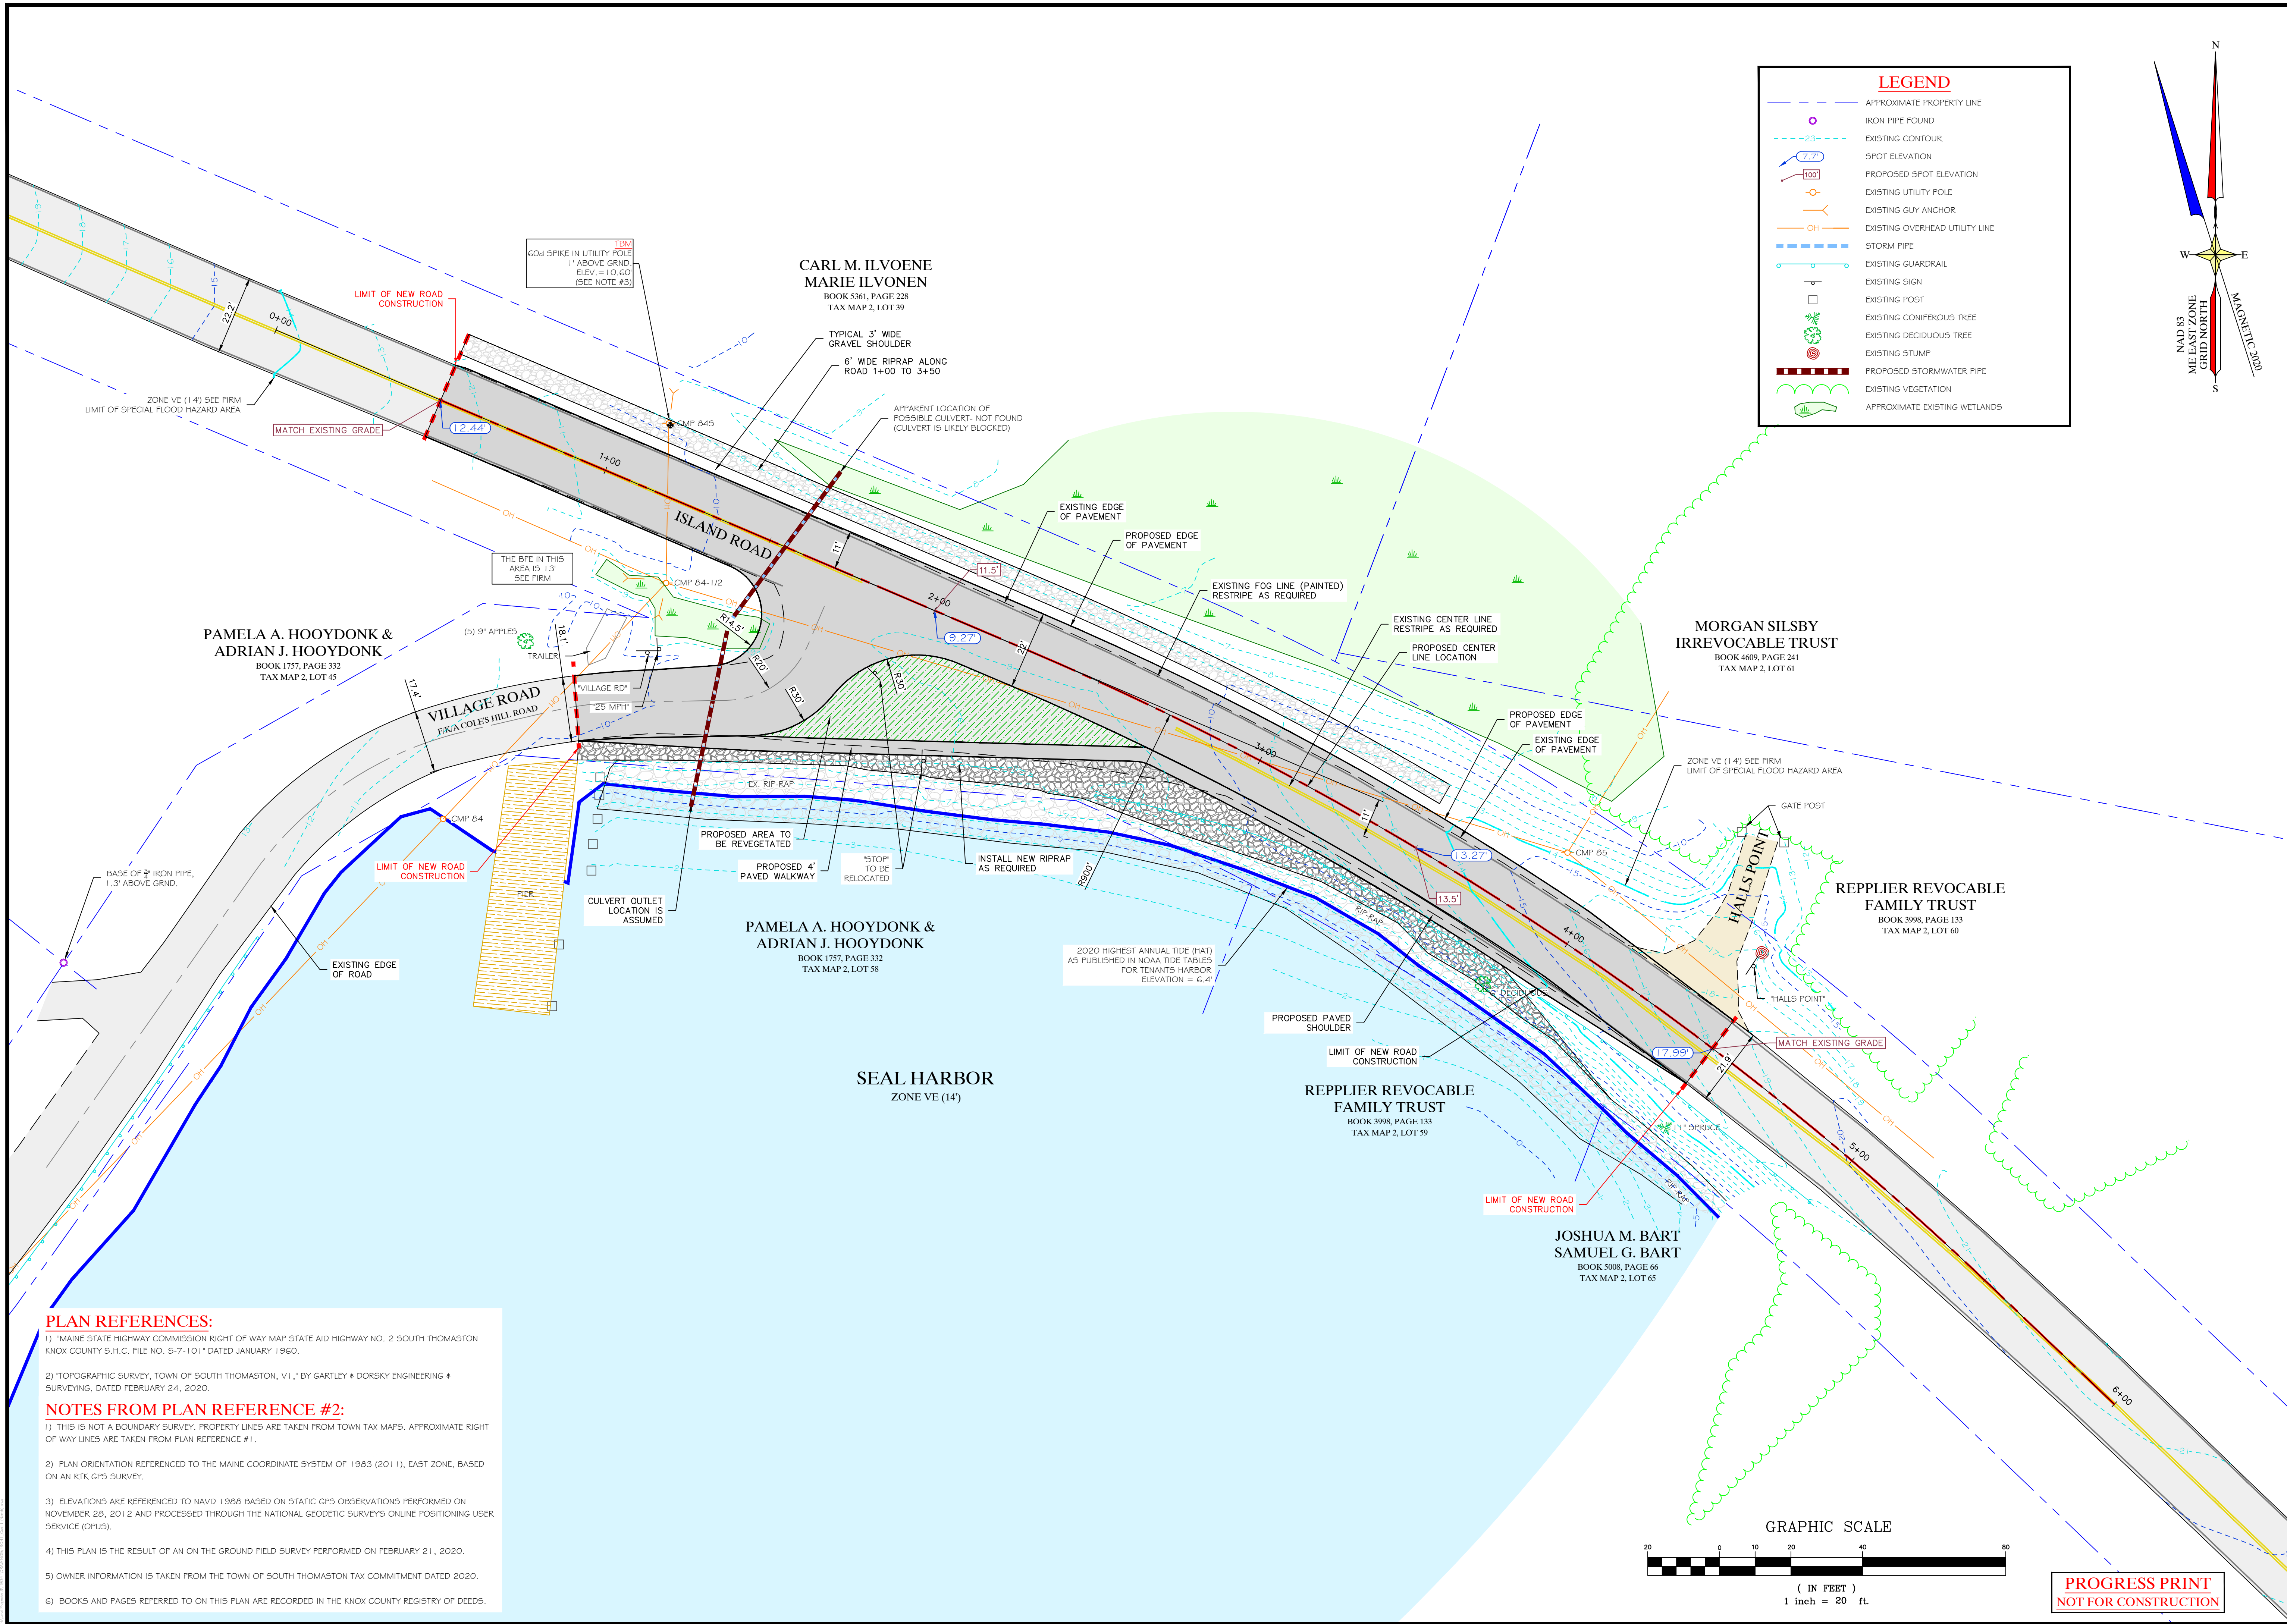 LEGEND
APPROXIMATE PROPERTY LINE
IRON PIPE FOUND
23
EXISTING CONTOUR
7.7'
SPOT ELEVATION
100'
PROPOSED SPOT ELEVATION
EXISTING UTILITY POLE
EXISTING GUY ANCHOR
OH
EXISTING OVERHEAD UTILITY LINE
STORM PIPE
EXISTING GUARDRAIL
EXISTING SIGN
EXISTING POST
EXISTING CONIFEROUS TREE
EXISTING DECIDUOUS TREE
EXISTING STUMP
PROPOSED STORMWATER PIPE
EXISTING VEGETATION
APPROXIMATE EXISTING WETLANDS
N
W
E
S
NAD 83
ME EAST ZONE
GRID NORTH
MAGNETIC 2020
TBM
60d SPIKE IN UTILITY POLE
1' ABOVE GRND.
ELEV.=10.60'
(SEE NOTE #3)
CARL M. ILVOENE
MARIE ILVONEN
BOOK 5361, PAGE 228
TAX MAP 2, LOT 39
LIMIT OF NEW ROAD
CONSTRUCTION
TYPICAL 3' WIDE
GRAVEL SHOULDER
6' WIDE RIPRAP ALONG
ROAD 1+00 TO 3+50
22.2'
0+00
ZONE VE (14') SEE FIRM
LIMIT OF SPECIAL FLOOD HAZARD AREA
MATCH EXISTING GRADE
12.44'
CMP 84S
APPARENT LOCATION OF
POSSIBLE CULVERT- NOT FOUND
(CULVERT IS LIKELY BLOCKED)
1+00
ISLAND ROAD
11'
EXISTING EDGE
OF PAVEMENT
PROPOSED EDGE
OF PAVEMENT
THE BFE IN THIS
AREA IS 13'
SEE FIRM
CMP 84-1/2
11.5'
2+00
9.27'
EXISTING FOG LINE (PAINTED)
RESTRIPE AS REQUIRED
EXISTING CENTER LINE
RESTRIPE AS REQUIRED
PROPOSED CENTER
LINE LOCATION
22'
MORGAN SILSBY
IRREVOCABLE TRUST
BOOK 4609, PAGE 241
TAX MAP 2, LOT 61
PAMELA A. HOOYDONK &
ADRIAN J. HOOYDONK
BOOK 1757, PAGE 332
TAX MAP 2, LOT 45
(5) 9" APPLES
TRAILER
18.1'
R14.5'
R20'
R30'
R30'
"VILLAGE RD"
"25 MPH"
17.4'
VILLAGE ROAD
F/K/A COLE'S HILL ROAD
PROPOSED EDGE
OF PAVEMENT
EXISTING EDGE
OF PAVEMENT
3+00
ZONE VE (14') SEE FIRM
LIMIT OF SPECIAL FLOOD HAZARD AREA
GATE POST
EX. RIP-RAP
11'
13.27'
CMP 85
CMP 84
PIER
LIMIT OF NEW ROAD
CONSTRUCTION
PROPOSED AREA TO
BE REVEGETATED
PROPOSED 4'
PAVED WALKWAY
"STOP"
TO BE
RELOCATED
INSTALL NEW RIPRAP
AS REQUIRED
R900'
13.5'
RIP-RAP
HALLS POINT
REPPLIER REVOCABLE
FAMILY TRUST
BOOK 3998, PAGE 133
TAX MAP 2, LOT 60
BASE OF IRON PIPE,
1.3' ABOVE GRND.
CULVERT OUTLET
LOCATION IS
ASSUMED
PAMELA A. HOOYDONK &
ADRIAN J. HOOYDONK
BOOK 1757, PAGE 332
TAX MAP 2, LOT 58
2020 HIGHEST ANNUAL TIDE (HAT)
AS PUBLISHED IN NOAA TIDE TABLES
FOR TENANTS HARBOR
ELEVATION = 6.4'
4+00
EXISTING EDGE
OF ROAD
DECIDUOUS
"HALLS POINT"
PROPOSED PAVED
SHOULDER
LIMIT OF NEW ROAD
CONSTRUCTION
MATCH EXISTING GRADE
17.99'
21.9'
SEAL HARBOR
ZONE VE (14')
REPPLIER REVOCABLE
FAMILY TRUST
BOOK 3998, PAGE 133
TAX MAP 2, LOT 59
11" SPRUCE
5+00
RIP-RAP
LIMIT OF NEW ROAD
CONSTRUCTION
JOSHUA M. BART
SAMUEL G. BART
BOOK 5008, PAGE 66
TAX MAP 2, LOT 65
6+00
PLAN REFERENCES:
1) "MAINE STATE HIGHWAY COMMISSION RIGHT OF WAY MAP STATE AID HIGHWAY NO. 2 SOUTH THOMASTON
KNOX COUNTY S.H.C. FILE NO. S-7-101" DATED JANUARY 1960.
2) "TOPOGRAPHIC SURVEY, TOWN OF SOUTH THOMASTON, V1," BY GARTLEY & DORSKY ENGINEERING &
SURVEYING, DATED FEBRUARY 24, 2020.
NOTES FROM PLAN REFERENCE #2:
1) THIS IS NOT A BOUNDARY SURVEY. PROPERTY LINES ARE TAKEN FROM TOWN TAX MAPS. APPROXIMATE RIGHT
OF WAY LINES ARE TAKEN FROM PLAN REFERENCE #1.
2) PLAN ORIENTATION REFERENCED TO THE MAINE COORDINATE SYSTEM OF 1983 (2011), EAST ZONE, BASED
ON AN RTK GPS SURVEY.
3) ELEVATIONS ARE REFERENCED TO NAVD 1988 BASED ON STATIC GPS OBSERVATIONS PERFORMED ON
NOVEMBER 28, 2012 AND PROCESSED THROUGH THE NATIONAL GEODETIC SURVEY'S ONLINE POSITIONING USER
SERVICE (OPUS).
4) THIS PLAN IS THE RESULT OF AN ON THE GROUND FIELD SURVEY PERFORMED ON FEBRUARY 21, 2020.
5) OWNER INFORMATION IS TAKEN FROM THE TOWN OF SOUTH THOMASTON TAX COMMITMENT DATED 2020.
6) BOOKS AND PAGES REFERRED TO ON THIS PLAN ARE RECORDED IN THE KNOX COUNTY REGISTRY OF DEEDS.
GRAPHIC SCALE
20 0 10 20 40 80
( IN FEET )
1 inch = 20 ft.
PROGRESS PRINT
NOT FOR CONSTRUCTION